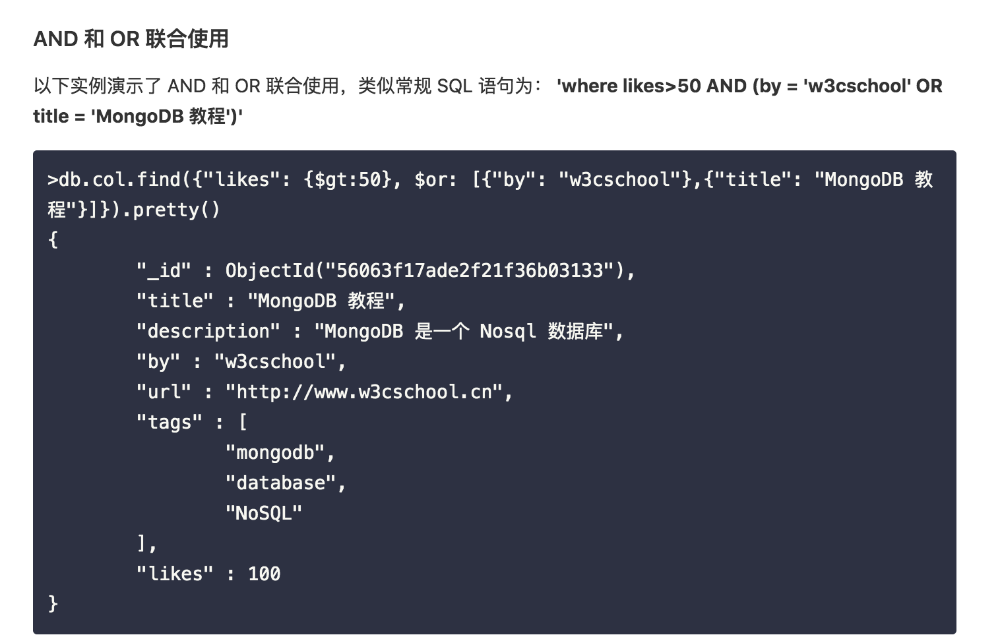 AND 和 OR 联合使用
以下实例演示了 AND 和 OR 联合使用，类似常规 SQL 语句为： 'where likes>50 AND (by = 'w3cschool' OR
title = 'MongoDB 教程')'
>db.col.find({"likes": {$gt:50}, $or: [{"by": "w3cschool"},{"title": "MongoDB 教
程"}]}).pretty()
{
        "_id" : ObjectId("56063f17ade2f21f36b03133"),
        "title" : "MongoDB 教程",
        "description" : "MongoDB 是一个 Nosql 数据库",
        "by" : "w3cschool",
        "url" : "http://www.w3cschool.cn",
        "tags" : [
                "mongodb",
                "database",
                "NoSQL"
        ],
        "likes" : 100
}